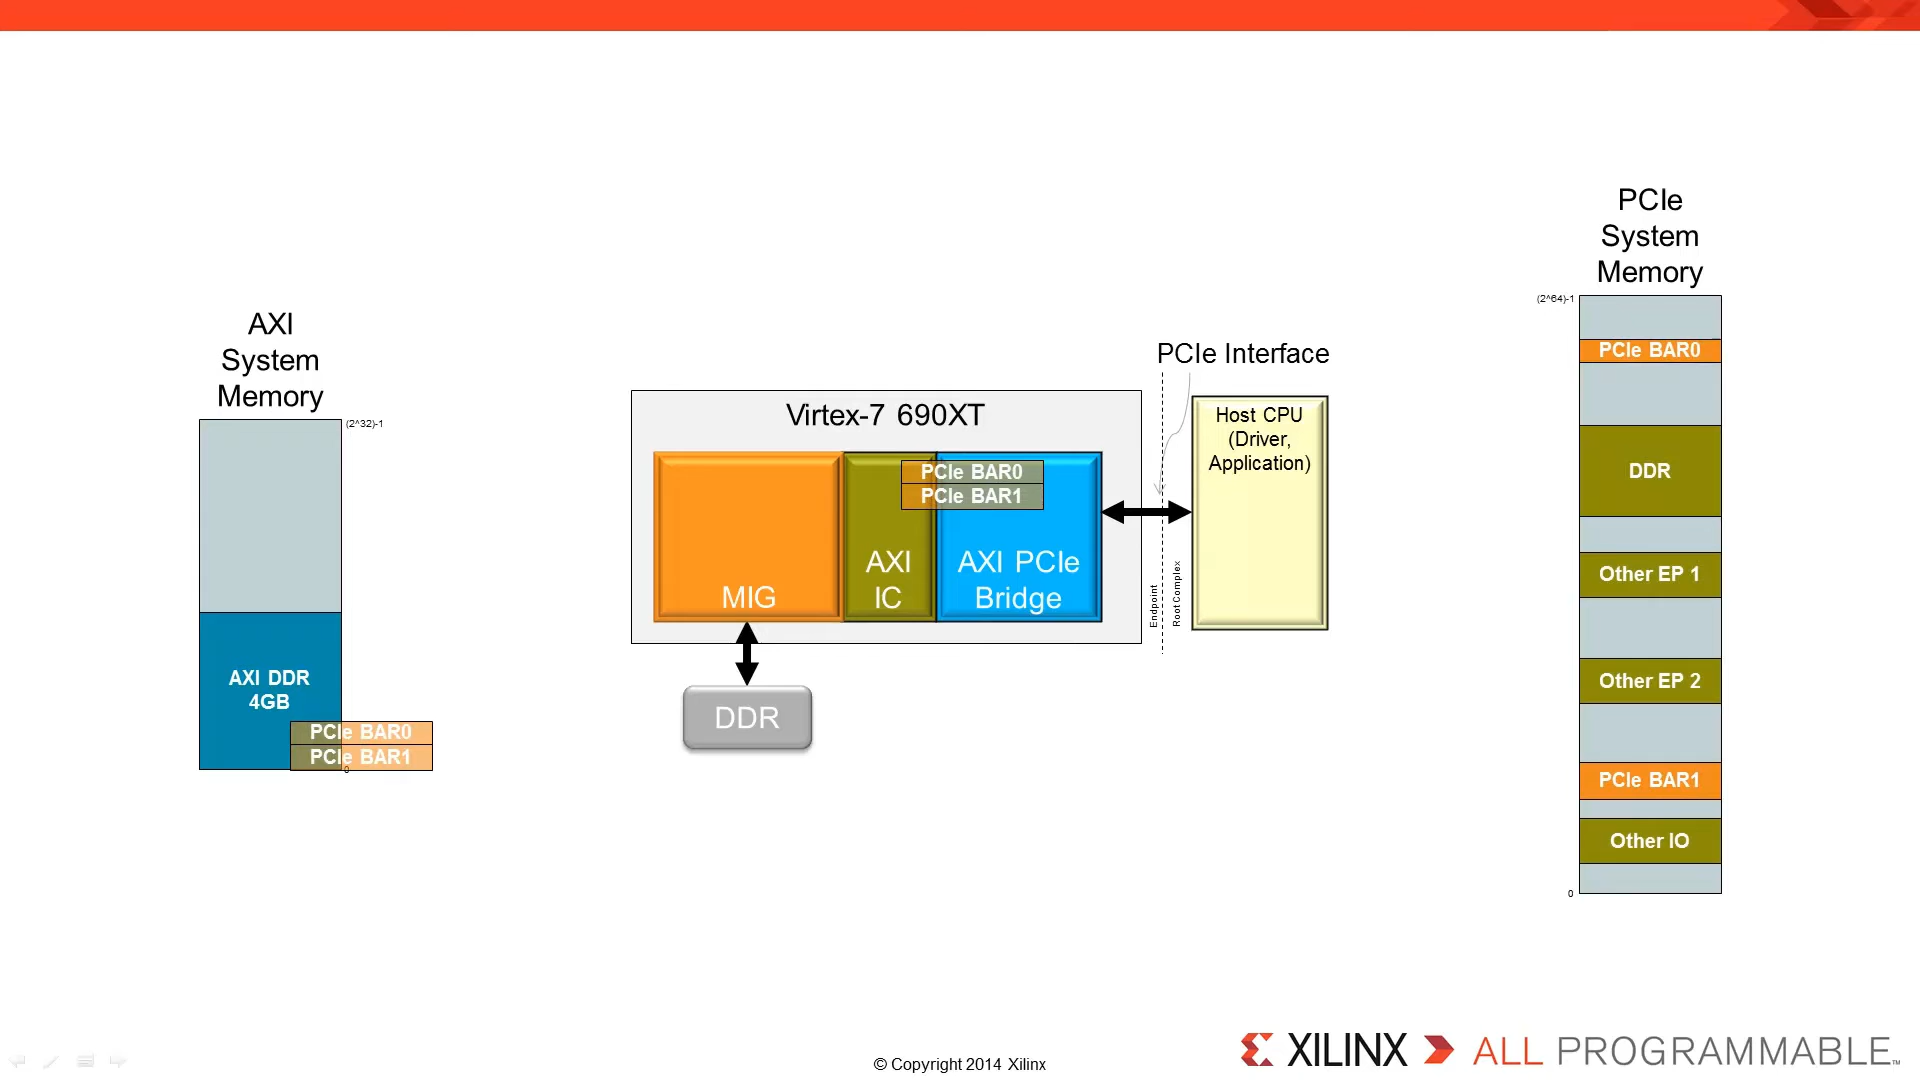 AXI
System
Memory
(2^32)-1
AXI DDR
4GB
PCIe BAR0
PCIe BAR1
0
Virtex-7 690XT
MIG
AXI
IC
PCIe BAR0
PCIe BAR1
AXI PCIe
Bridge
DDR
PCIe Interface
Endpoint
Root Complex
Host CPU
(Driver,
Application)
PCIe
System
Memory
(2^64)-1
PCIe BAR0
DDR
Other EP 1
Other EP 2
PCIe BAR1
Other IO
0
© Copyright 2014 Xilinx
XILINX ALL PROGRAMMABLE™